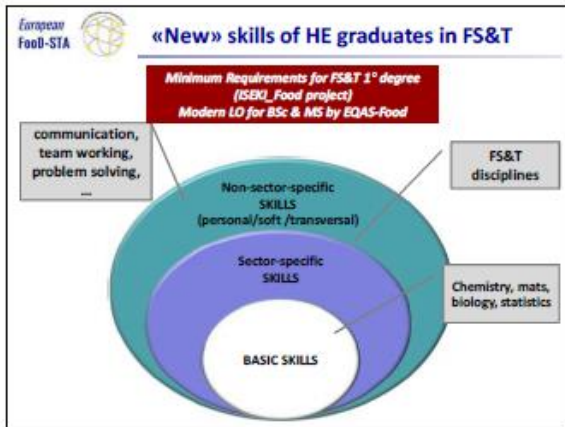 European
FooD-STA
«New» skills of HE graduates in FS&T
Minimum Requirements for FS&T 1° degree
(ISEKI_Food project)
Modern LO for BSc & MS by EQAS-Food
communication,
team working,
problem solving,
...
FS&T
disciplines
Non-sector-specific
SKILLS
(personal/soft /transversal)
Sector-specific
SKILLS
Chemistry, mats,
biology, statistics
BASIC SKILLS